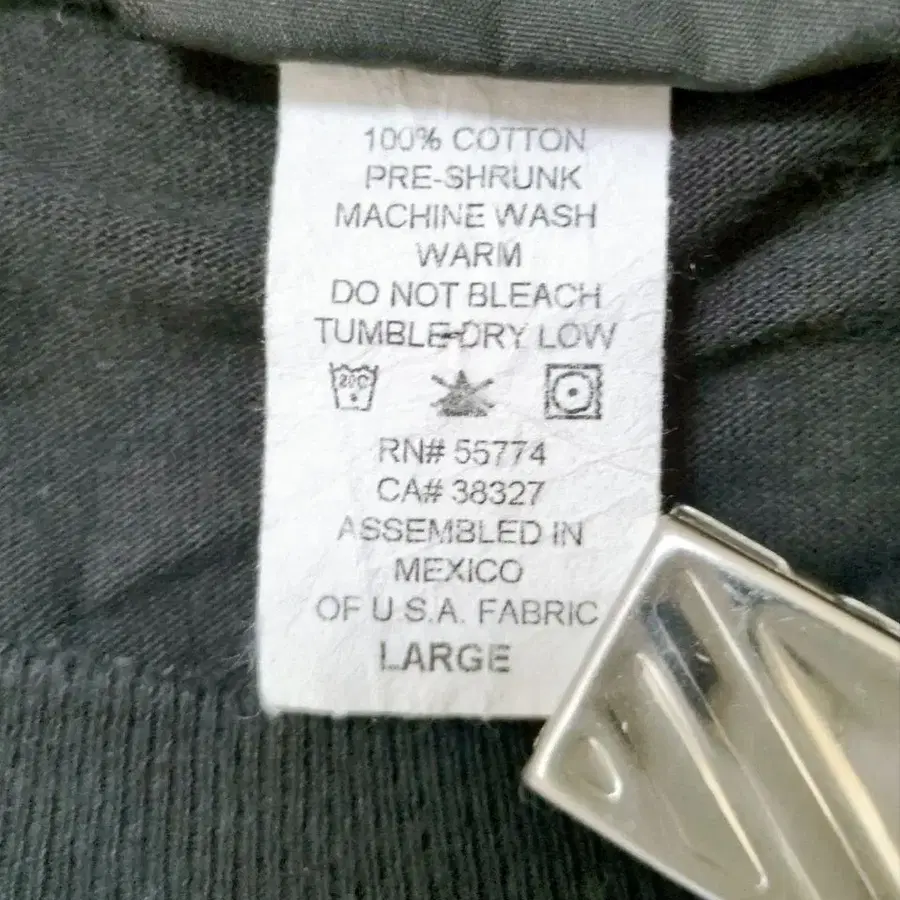 100% COTTON
PRE-SHRUNK
MACHINE WASH
WARM
DO NOT BLEACH
TUMBLE-DRY LOW
RN# 55774
CA# 38327
ASSEMBLED IN
MEXICO
OF U.S.A. FABRIC
LARGE